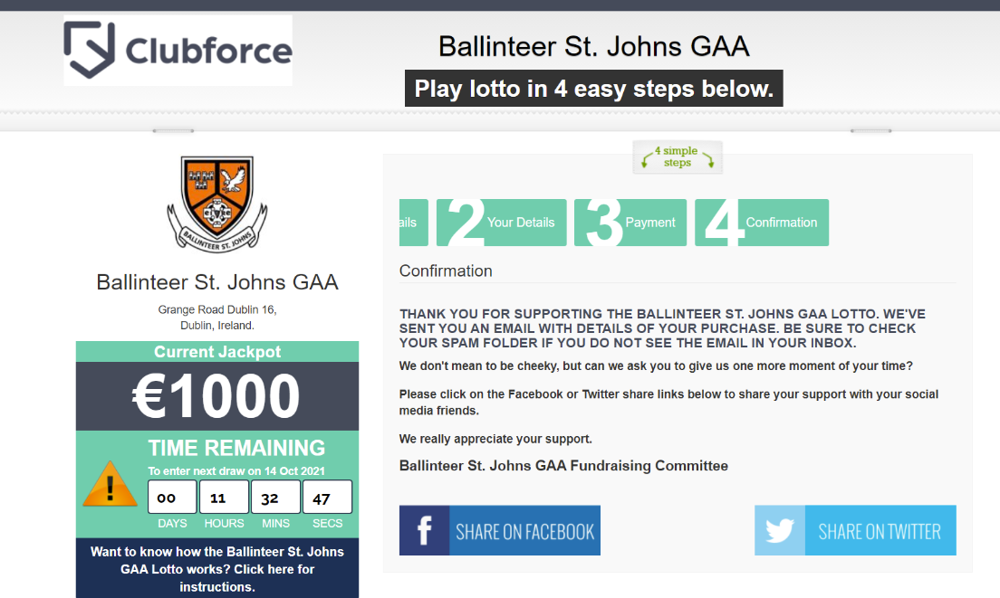 Clubforce
Ballinteer St. Johns GAA
Play lotto in 4 easy steps below.
4 simple
steps
BALLINTEER ST. JOHNS
Ballinteer St. Johns GAA
Grange Road Dublin 16,
Dublin, Ireland.
Current Jackpot
€1000
TIME REMAINING
To enter next draw on 14 Oct 2021
00 11 32 47
DAYS HOURS MINS SECS
Want to know how the Ballinteer St. Johns
GAA Lotto works? Click here for
instructions.
ails 2 Your Details 3 Payment 4 Confirmation
Confirmation
THANK YOU FOR SUPPORTING THE BALLINTEER ST. JOHNS GAA LOTTO. WE'VE
SENT YOU AN EMAIL WITH DETAILS OF YOUR PURCHASE. BE SURE TO CHECK
YOUR SPAM FOLDER IF YOU DO NOT SEE THE EMAIL IN YOUR INBOX.
We don't mean to be cheeky, but can we ask you to give us one more moment of your time?
Please click on the Facebook or Twitter share links below to share your support with your social
media friends.
We really appreciate your support.
Ballinteer St. Johns GAA Fundraising Committee
f SHARE ON FACEBOOK
SHARE ON TWITTER